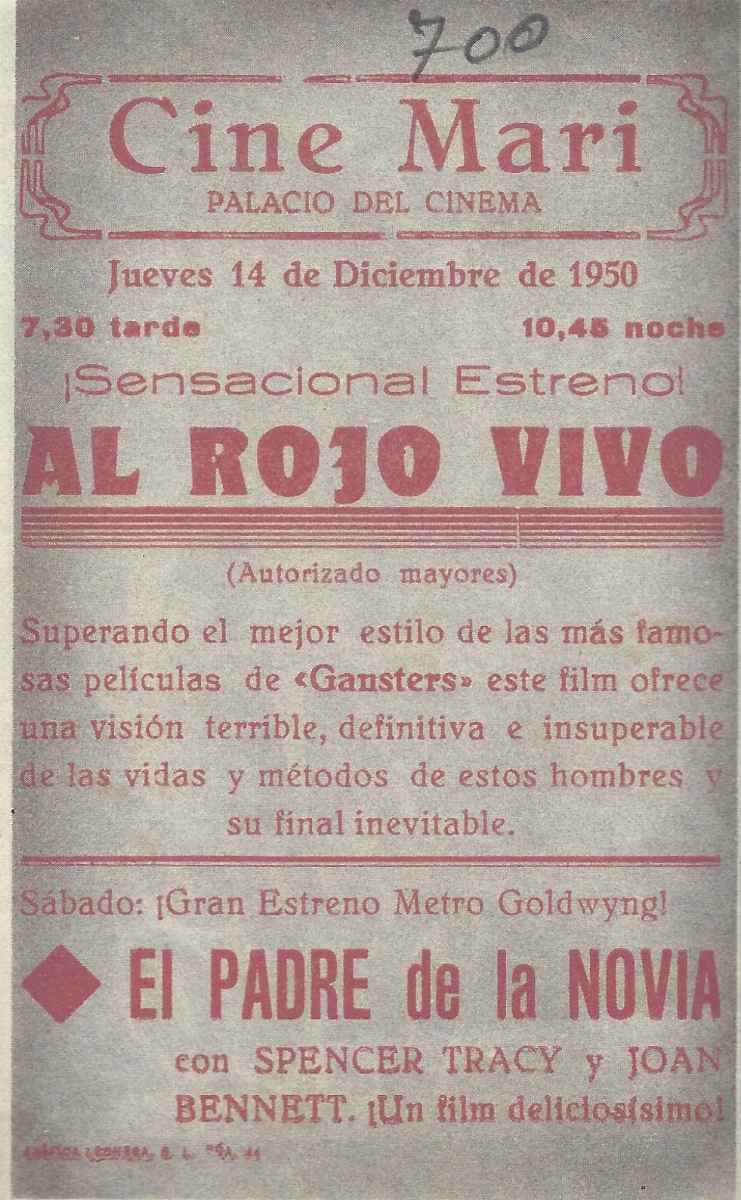 700
Cine Mari
PALACIO DEL CINEMA
Jueves 14 de Diciembre de 1950
7,30 tarde 10,45 noche
¡Sensacional Estreno!
AL ROJO VIVO
(Autorizado mayores)
Superando el mejor estilo de las más famo-
sas películas de «Gansters» este film ofrece
una visión terrible, definitiva e insuperable
de las vidas y métodos de estos hombres y
su final inevitable.
Sábado: ¡Gran Estreno Metro Goldwyng!
El PADRE de la NOVIA
con SPENCER TRACY y JOAN
BENNETT. ¡Un film deliciosísimo!
GRÁFICA LEONESA, S. L.